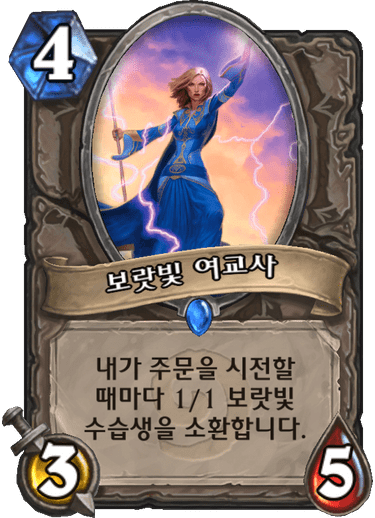 4
보랏빛 여교사
내가 주문을 시전할
때마다 1/1 보랏빛
수습생을 소환합니다.
3
5